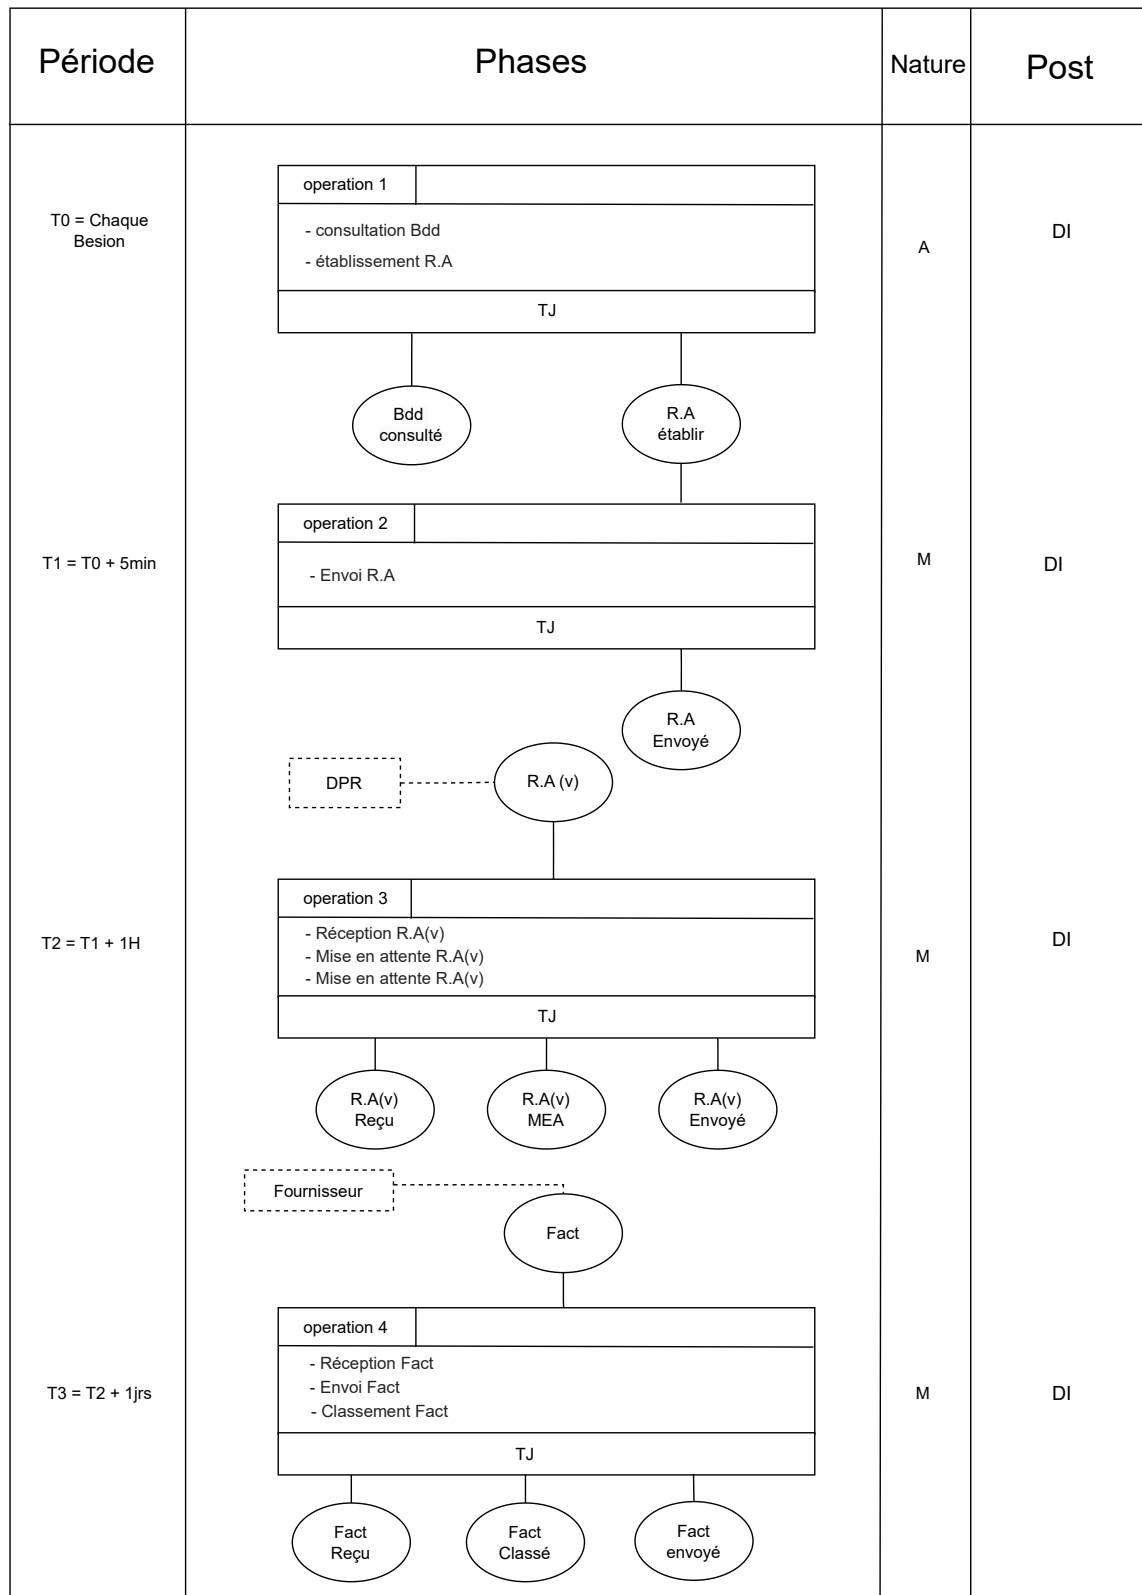 Période
Phases
Nature
Post
operation 1
T0 = Chaque
Besion
- consultation Bdd
- établissement R.A
A
DI
TJ
Bdd
consulté
R.A
établir
operation 2
T1 = T0 + 5min
- Envoi R.A
M
DI
TJ
R.A
Envoyé
DPR
R.A (v)
operation 3
T2 = T1 + 1H
- Réception R.A(v)
- Mise en attente R.A(v)
- Mise en attente R.A(v)
M
DI
TJ
R.A(v)
Reçu
R.A(v)
MEA
R.A(v)
Envoyé
Fournisseur
Fact
operation 4
T3 = T2 + 1jrs
- Réception Fact
- Envoi Fact
- Classement Fact
M
DI
TJ
Fact
Reçu
Fact
Classé
Fact
envoyé